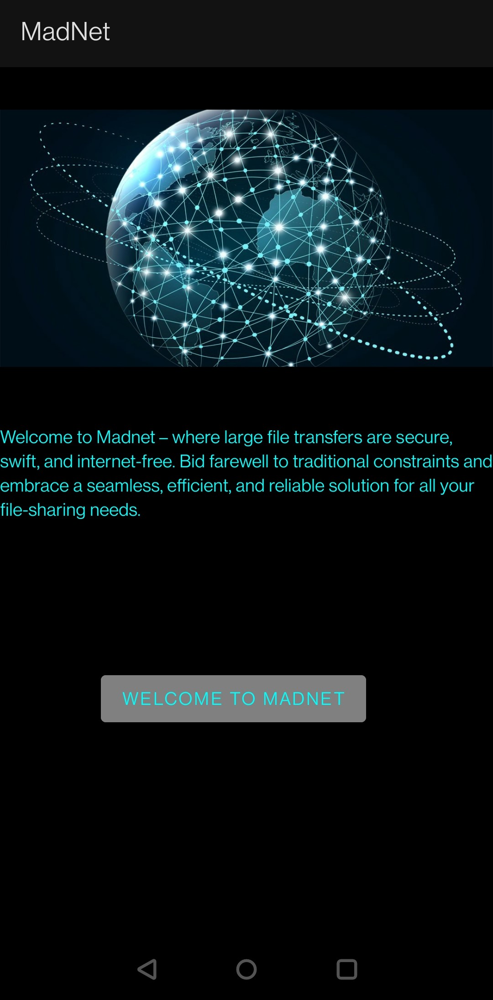 MadNet
Welcome to Madnet – where large file transfers are secure,
swift, and internet-free. Bid farewell to traditional constraints and
embrace a seamless, efficient, and reliable solution for all your
file-sharing needs.
WELCOME TO MADNET